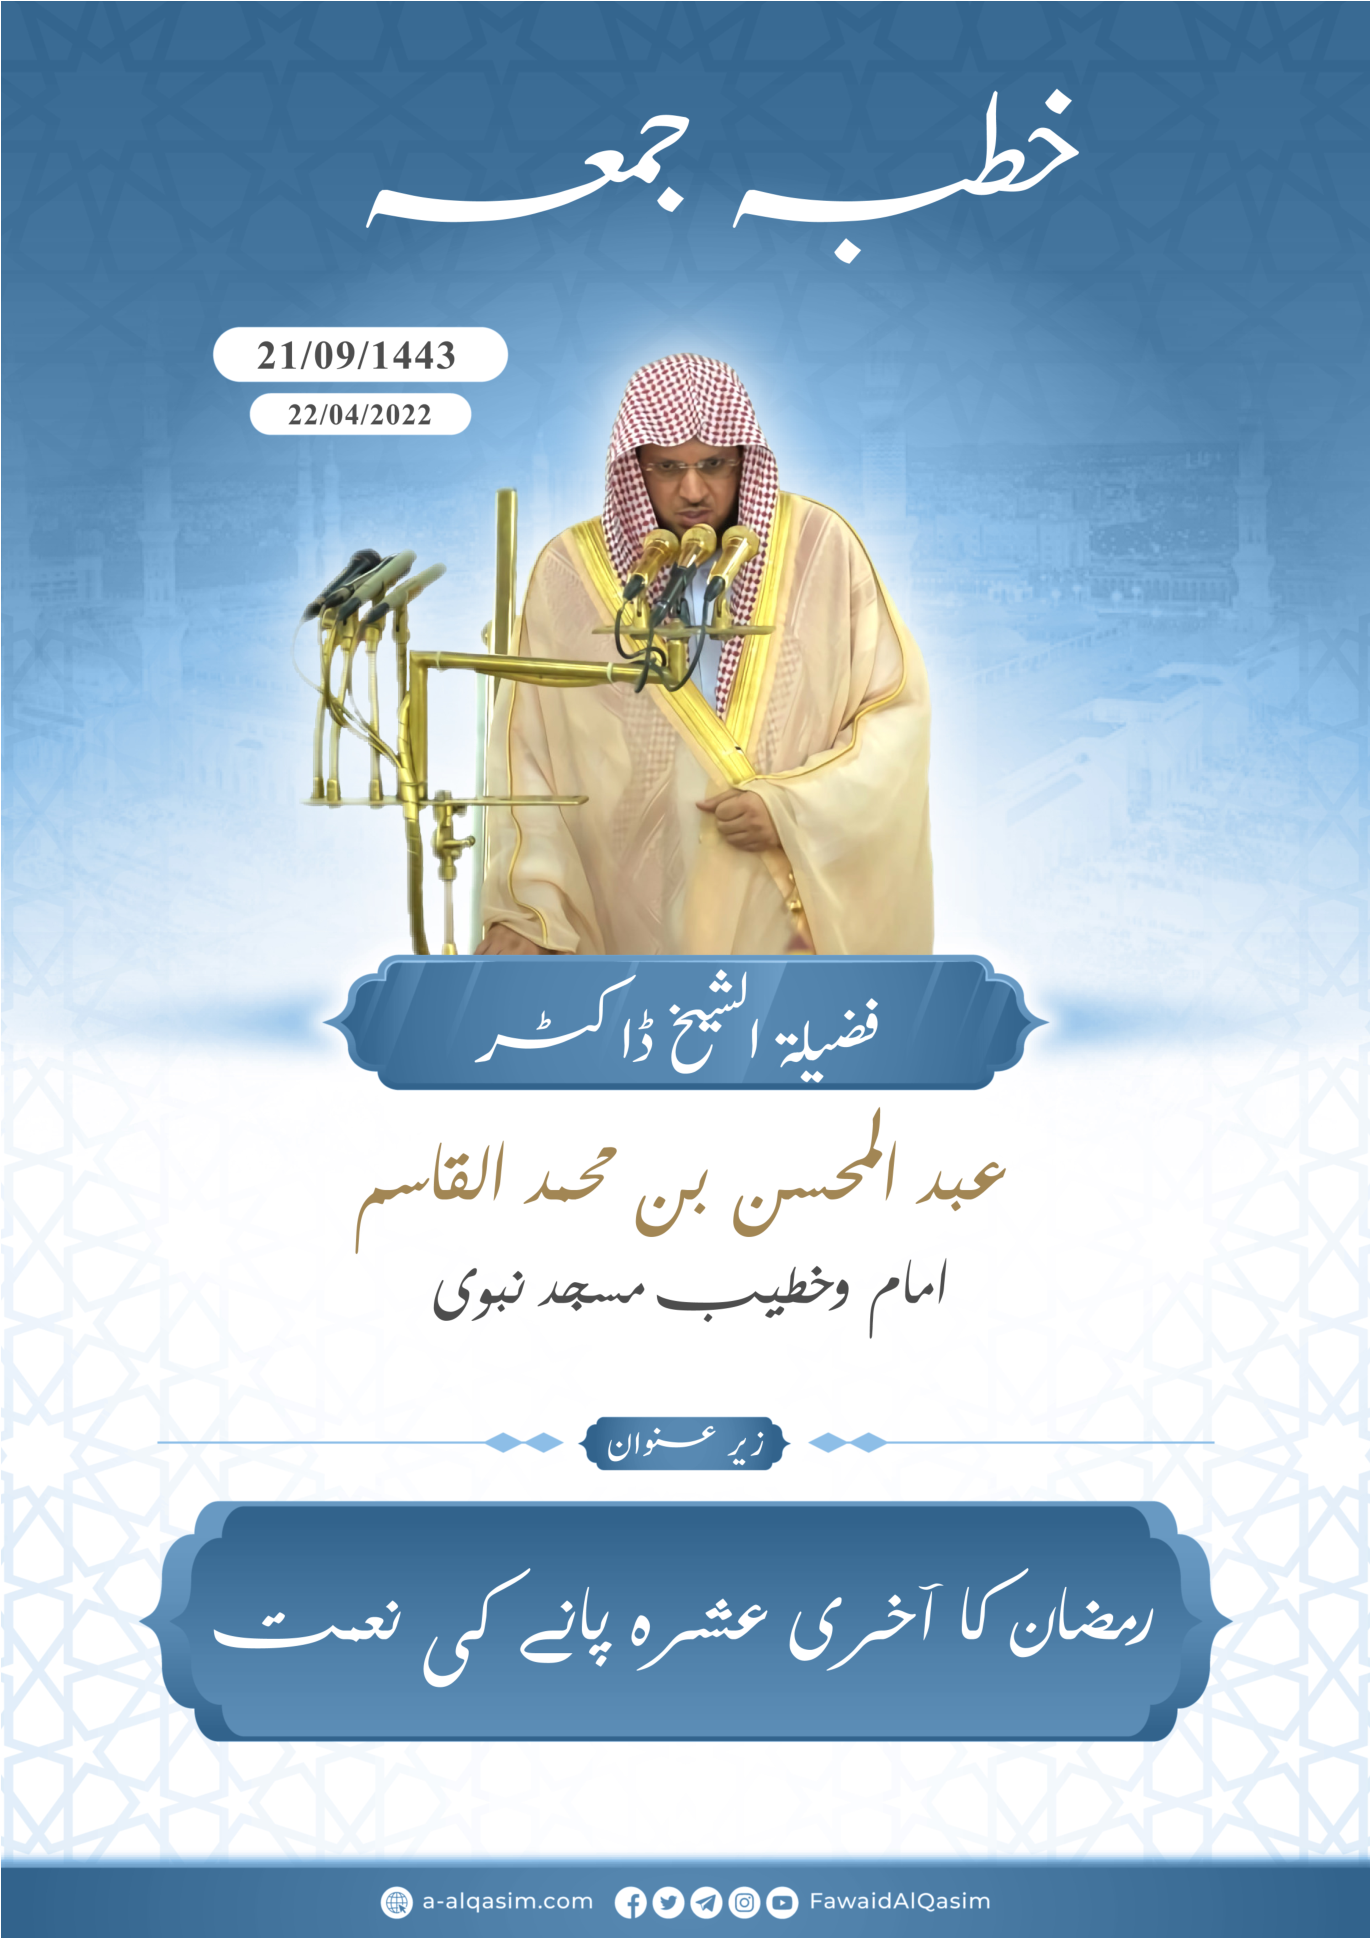 خطبہ جمعہ
21/09/1443
22/04/2022
فضیلۃ الشیخ ڈاکٹر
عبد المحسن بن محمد القاسم
امام وخطیب مسجد نبوی
زیر عنوان
رمضان کا آخری عشرہ پانے کی نعمت
a-alqasim.com FawaidAlQasim